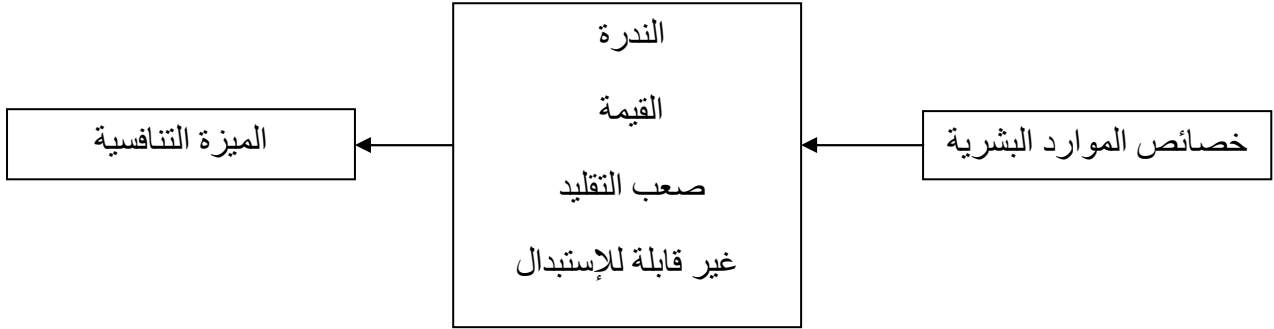 خصائص الموارد البشرية
الندرة
القيمة
صعب التقليد
غير قابلة للإستبدال
الميزة التنافسية